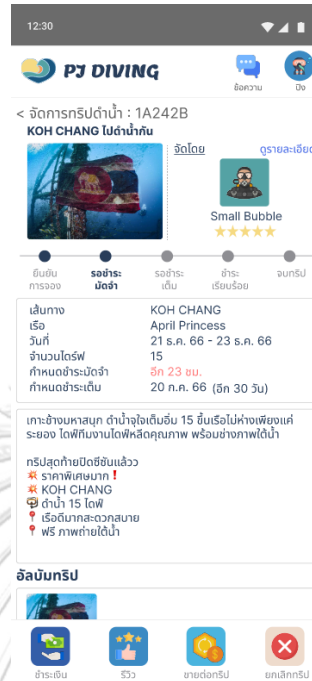 12:30
PJ DIVING
ข้อความ
ปิง
< จัดการทริปดำน้ำ : 1A242B
KOH CHANG ไปดำน้ำกัน
จัดโดย
ดูรายละเอียด
Small Bubble
ยืนยัน
การจอง
รอชำระ
มัดจำ
รอชำระ
เต็ม
ชำระ
เรียบร้อย
จบทริป
เส้นทาง KOH CHANG
เรือ April Princess
วันที่ 21 ธ.ค. 66 - 23 ธ.ค. 66
จำนวนไดร์ฟ 15
กำหนดชำระมัดจำ อีก 23 ชม.
กำหนดชำระเต็ม 20 ก.ค. 66 (อีก 30 วัน)
เกาะช้างมหาสนุก ดำน้ำจุใจเต็มอิ่ม 15 ขึ้นเรือไม่ห่างเพียงแค่
ระยอง ไดฟ์ทีมงานไดฟ์หลีดคุณภาพ พร้อมช่างภาพใต้น้ำ
ทริปสุดท้ายปิดซีซันแล้วว
💥 ราคาพิเศษมาก❗
💥 KOH CHANG
🤿 ดำน้ำ 15 ไดฟ์
📍 เรือดีมากสะดวกสบาย
📍 ฟรี ภาพถ่ายใต้น้ำ
อัลบัมทริป
ชำระเงิน
รีวิว
ขายต่อทริป
ยกเลิกทริป